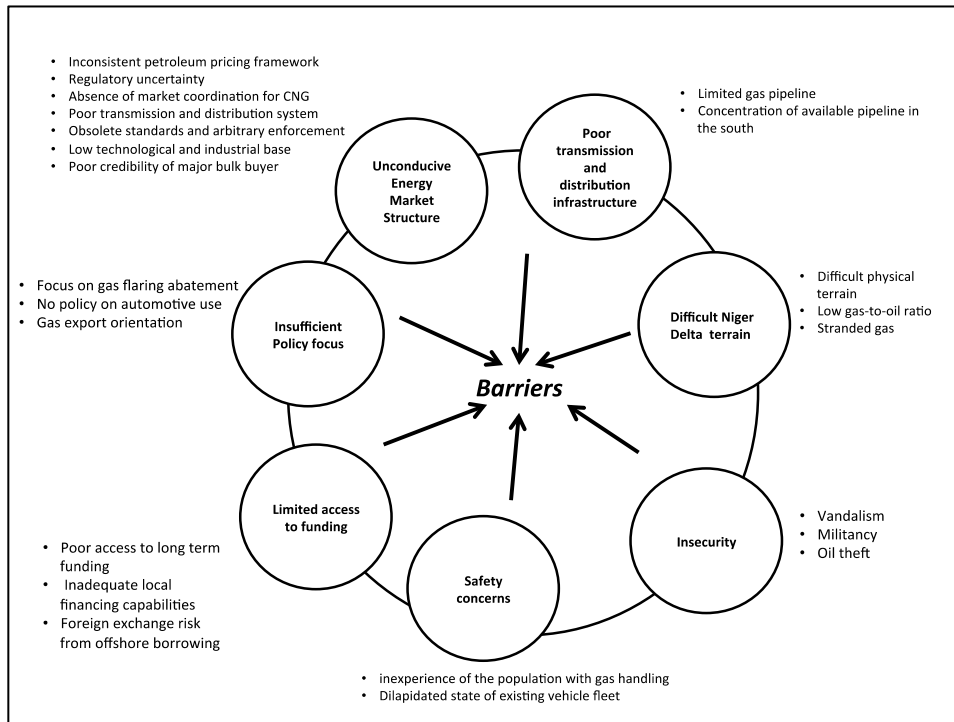 • Inconsistent petroleum pricing framework
• Regulatory uncertainty
• Absence of market coordination for CNG
• Poor transmission and distribution system
• Obsolete standards and arbitrary enforcement
• Low technological and industrial base
• Poor credibility of major bulk buyer
Unconducive
Energy
Market
Structure
Poor
transmission
and
distribution
infrastructure
• Limited gas pipeline
• Concentration of available pipeline in
the south
• Focus on gas flaring abatement
• No policy on automotive use
• Gas export orientation
Insufficient
Policy focus
Difficult Niger
Delta terrain
• Difficult physical
terrain
• Low gas-to-oil ratio
• Stranded gas
Barriers
Limited access
to funding
• Poor access to long term
funding
• Inadequate local
financing capabilities
• Foreign exchange risk
from offshore borrowing
Safety
concerns
• inexperience of the population with gas handling
• Dilapidated state of existing vehicle fleet
Insecurity
• Vandalism
• Militancy
• Oil theft